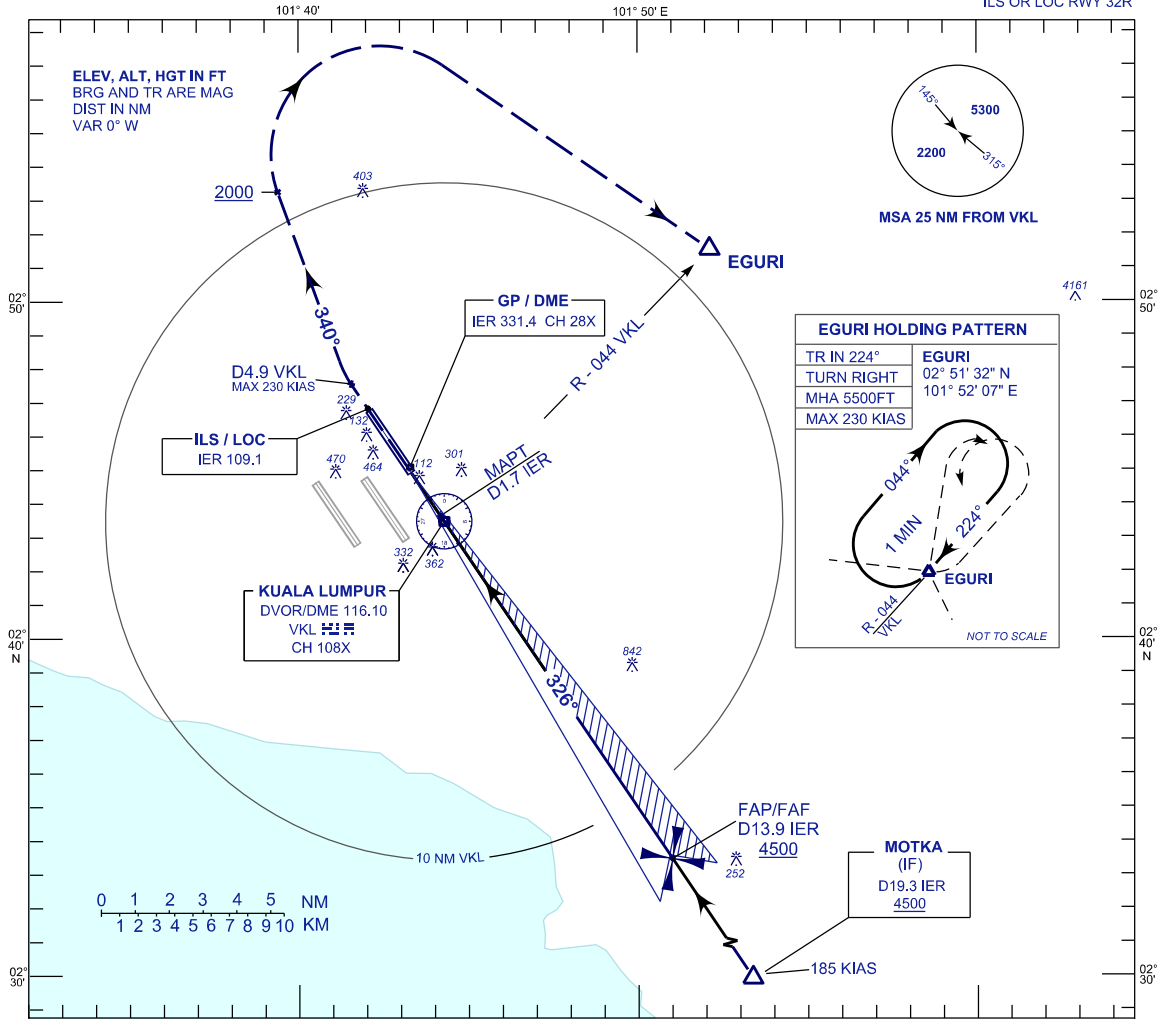 ILS OR LOC RWY 32R
101° 40'
101° 50' E
ELEV, ALT, HGT IN FT
BRG AND TR ARE MAG
DIST IN NM
VAR 0° W
145°
5300
2200
315°
MSA 25 NM FROM VKL
2000
403
EGURI
4161
02°
50'
02°
50'
GP / DME
IER 331.4 CH 28X
340°
R - 044 VKL
D4.9 VKL
MAX 230 KIAS
229
132
ILS / LOC
IER 109.1
470
464
112
301
MAPT
D1.7 IER
332
362
KUALA LUMPUR
DVOR/DME 116.10
VKL
CH 108X
EGURI HOLDING PATTERN
TR IN 224°
TURN RIGHT
MHA 5500FT
MAX 230 KIAS
EGURI
02° 51' 32" N
101° 52' 07" E
044°
1 MIN
224°
EGURI
R - 044
VKL
NOT TO SCALE
02°
40'
N
02°
40'
N
842
326°
FAP/FAF
D13.9 IER
4500
252
10 NM VKL
MOTKA
(IF)
D19.3 IER
4500
185 KIAS
0 1 2 3 4 5 NM
1 2 3 4 5 6 7 8 9 10 KM
02°
30'
02°
30'